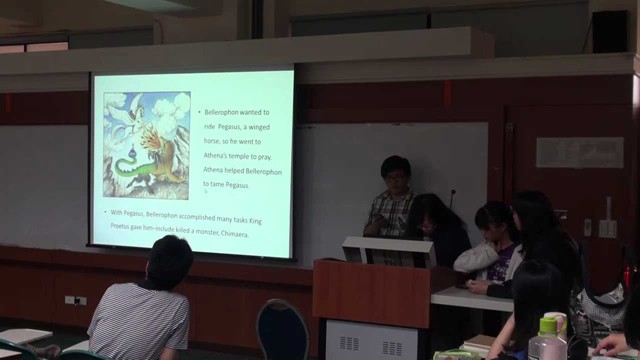 • Bellerophon wanted to
ride Pegasus, a winged
horse, so he went to
Athena's temple to pray.
Athena helped Bellerophon
to tame Pegasus
• With Pegasus, Bellerophon accomplished many tasks King
Proetus gave him–include killed a monster, Chimaera.